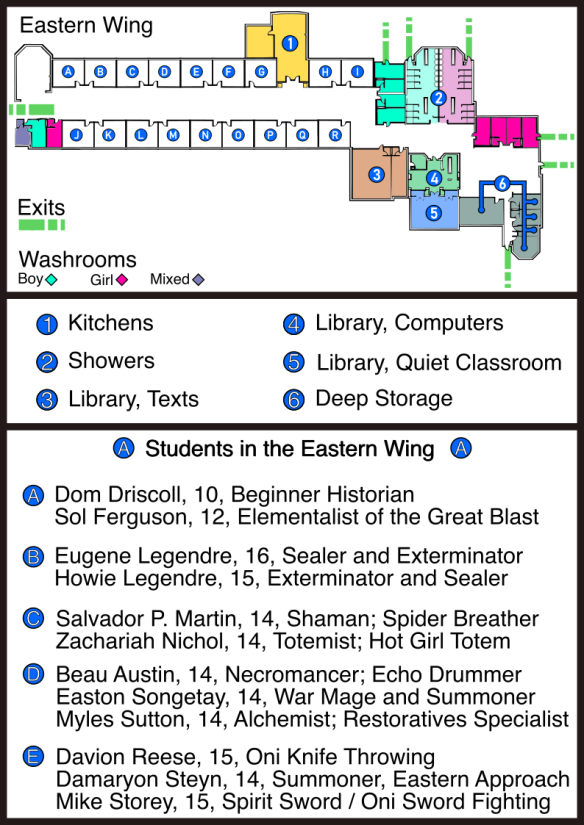 Eastern Wing
1
A B C D E F G H I
2
J K L M N O P Q R
3
4
5
6
Exits
Washrooms
Boy Girl Mixed
1 Kitchens
2 Showers
3 Library, Texts
4 Library, Computers
5 Library, Quiet Classroom
6 Deep Storage
A Students in the Eastern Wing A
A Dom Driscoll, 10, Beginner Historian
Sol Ferguson, 12, Elementalist of the Great Blast
B Eugene Legendre, 16, Sealer and Exterminator
Howie Legendre, 15, Exterminator and Sealer
C Salvador P. Martin, 14, Shaman; Spider Breather
Zachariah Nichol, 14, Totemist; Hot Girl Totem
D Beau Austin, 14, Necromancer; Echo Drummer
Easton Songetay, 14, War Mage and Summoner
Myles Sutton, 14, Alchemist; Restoratives Specialist
E Davion Reese, 15, Oni Knife Throwing
Damaryon Steyn, 14, Summoner, Eastern Approach
Mike Storey, 15, Spirit Sword / Oni Sword Fighting